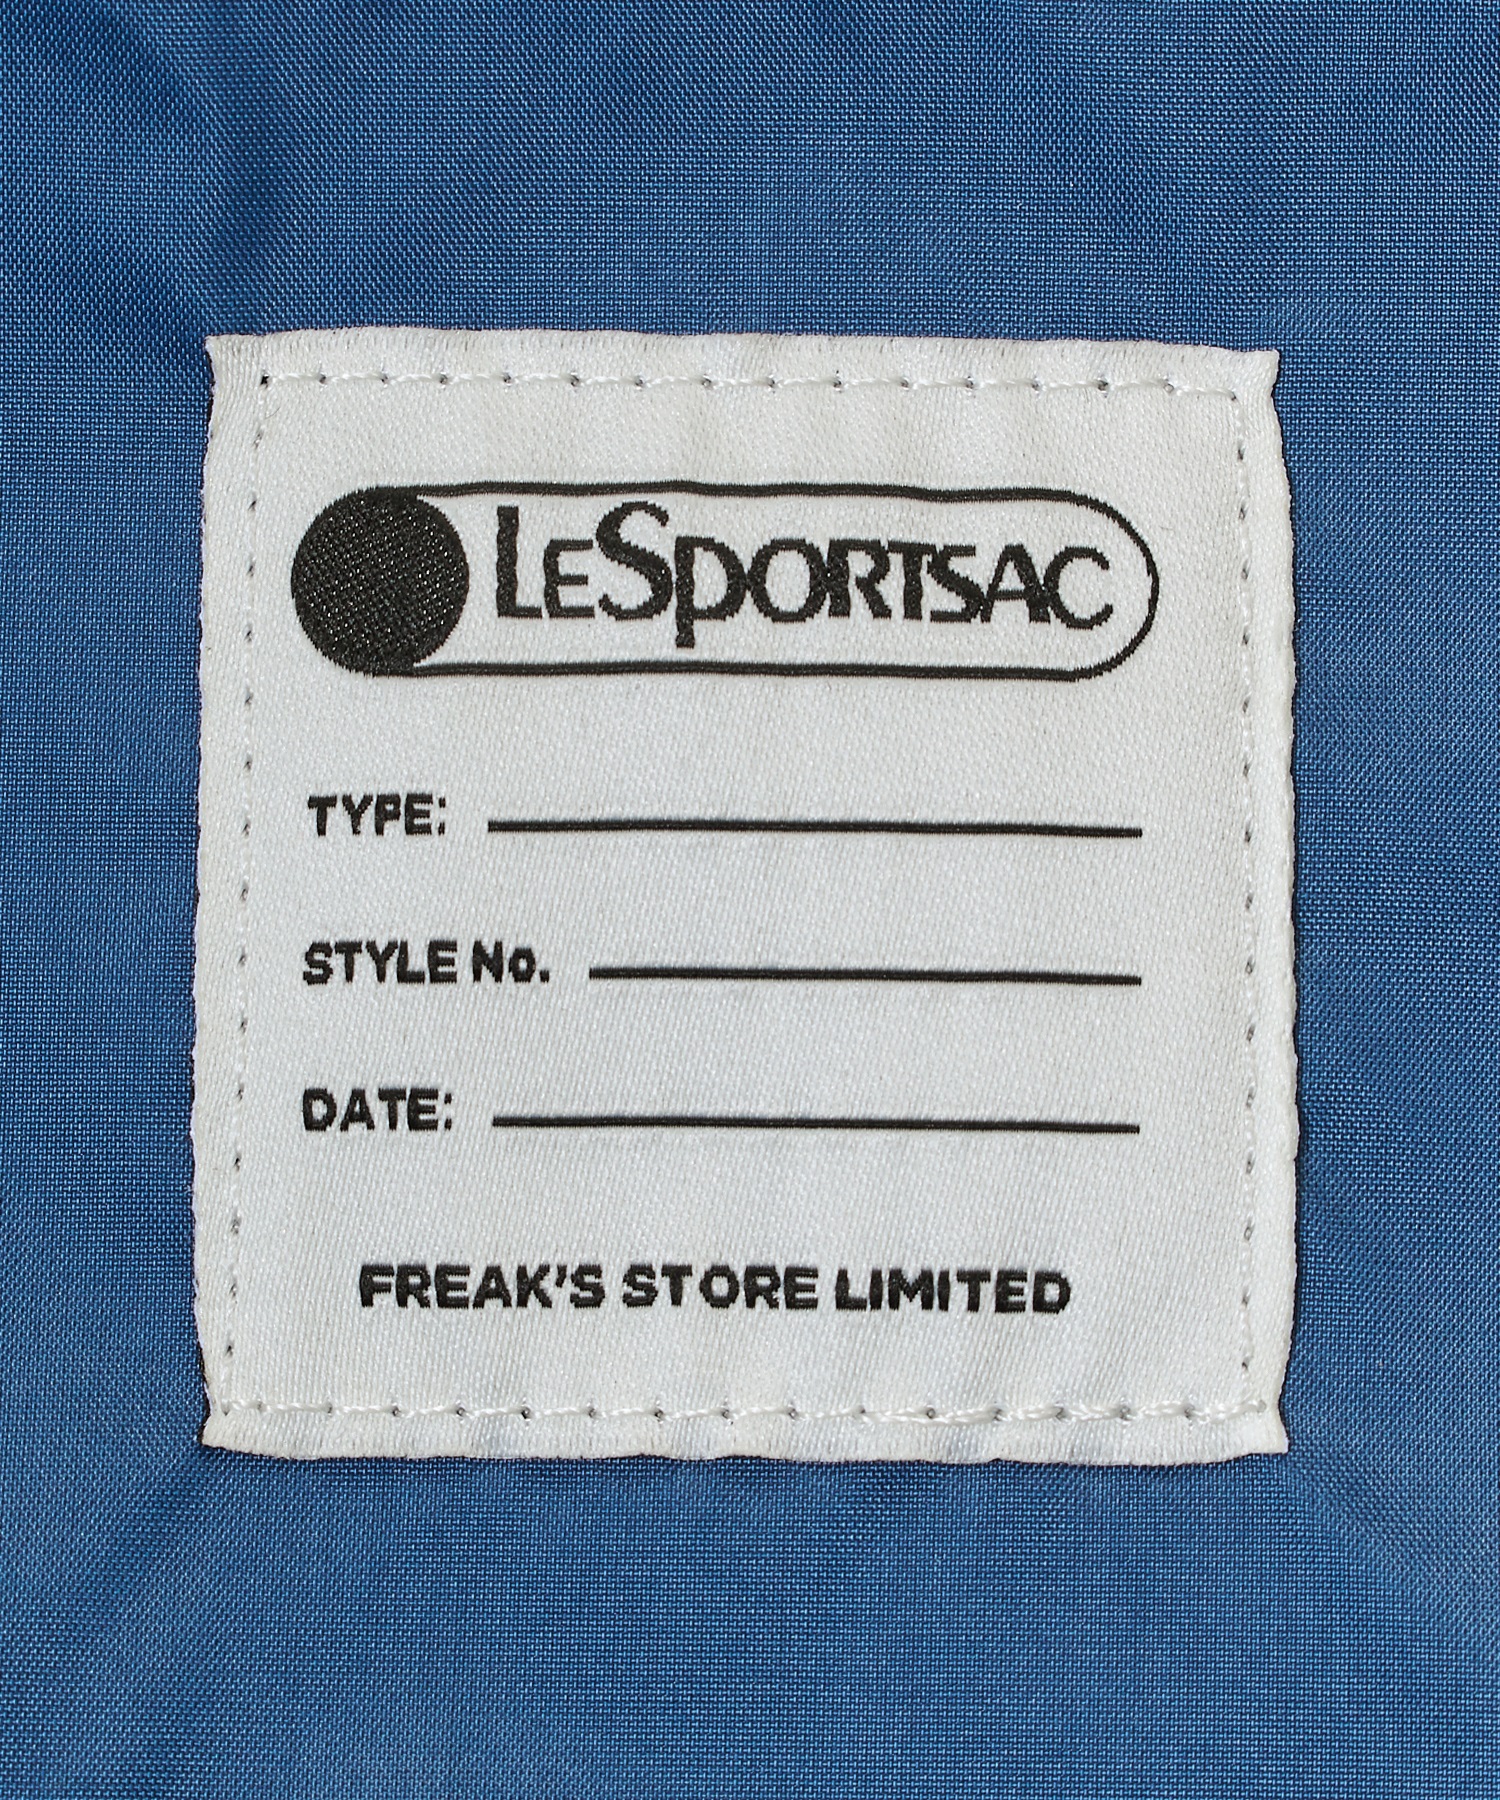 LESPORTSAC
TYPE:
STYLE No.
DATE:
FREAK'S STORE LIMITED